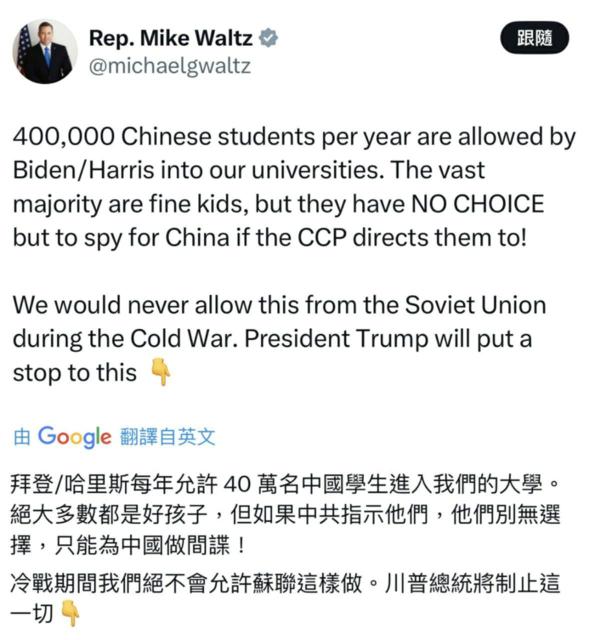 Rep. Mike Waltz
@michaelgwaltz
跟隨
400,000 Chinese students per year are allowed by
Biden/Harris into our universities. The vast
majority are fine kids, but they have NO CHOICE
but to spy for China if the CCP directs them to!
We would never allow this from the Soviet Union
during the Cold War. President Trump will put a
stop to this 👇
由 Google 翻譯自英文
拜登/哈里斯每年允許 40 萬名中國學生進入我們的大學。
絕大多數都是好孩子，但如果中共指示他們，他們別無選
擇，只能為中國做間諜！
冷戰期間我們絕不會允許蘇聯這樣做。川普總統將制止這
一切👇